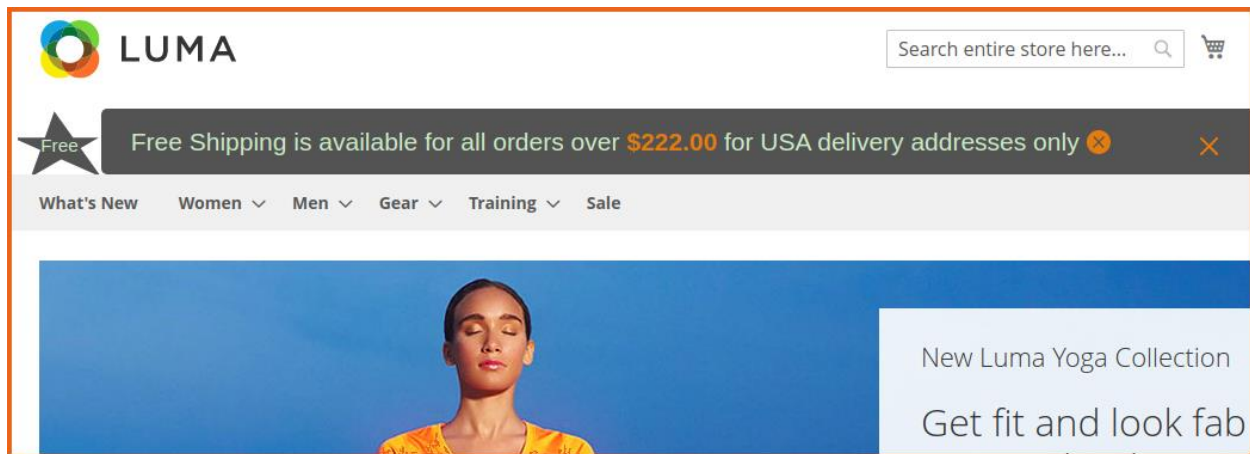 LUMA
Search entire store here...
Free
Free Shipping is available for all orders over $222.00 for USA delivery addresses only
What's New Women Men Gear Training Sale
New Luma Yoga Collection
Get fit and look fab